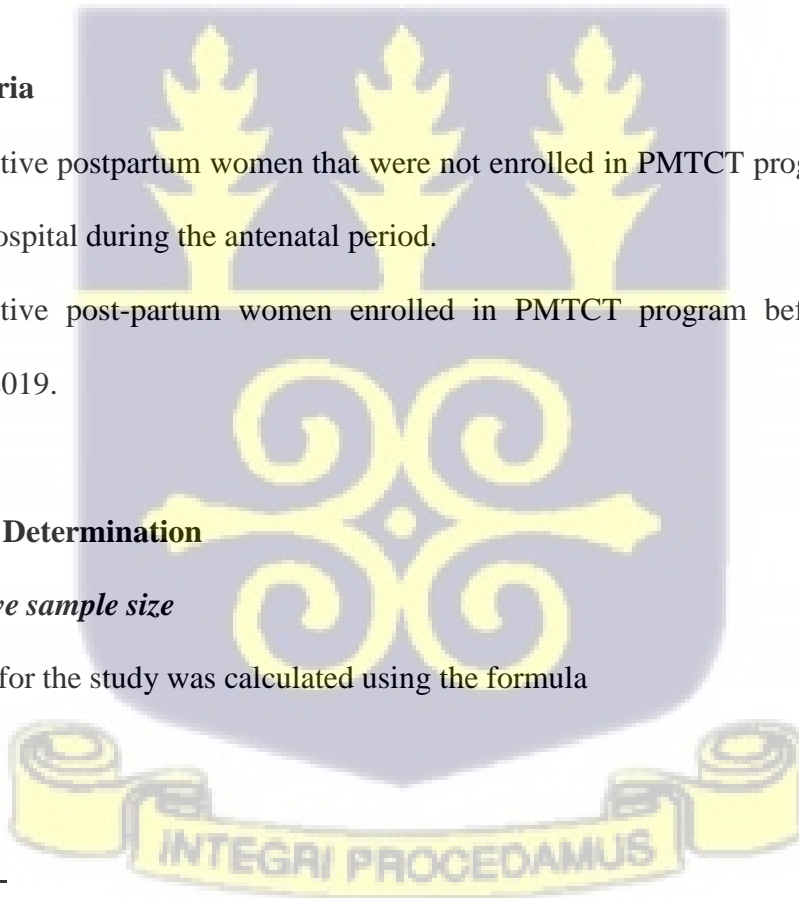 ria
tive postpartum women that were not enrolled in PMTCT prog
ospital during the antenatal period.
tive post-partum women enrolled in PMTCT program bef
019.
Determination
ve sample size
for the study was calculated using the formula
INTEGRI PROCEDAMUS